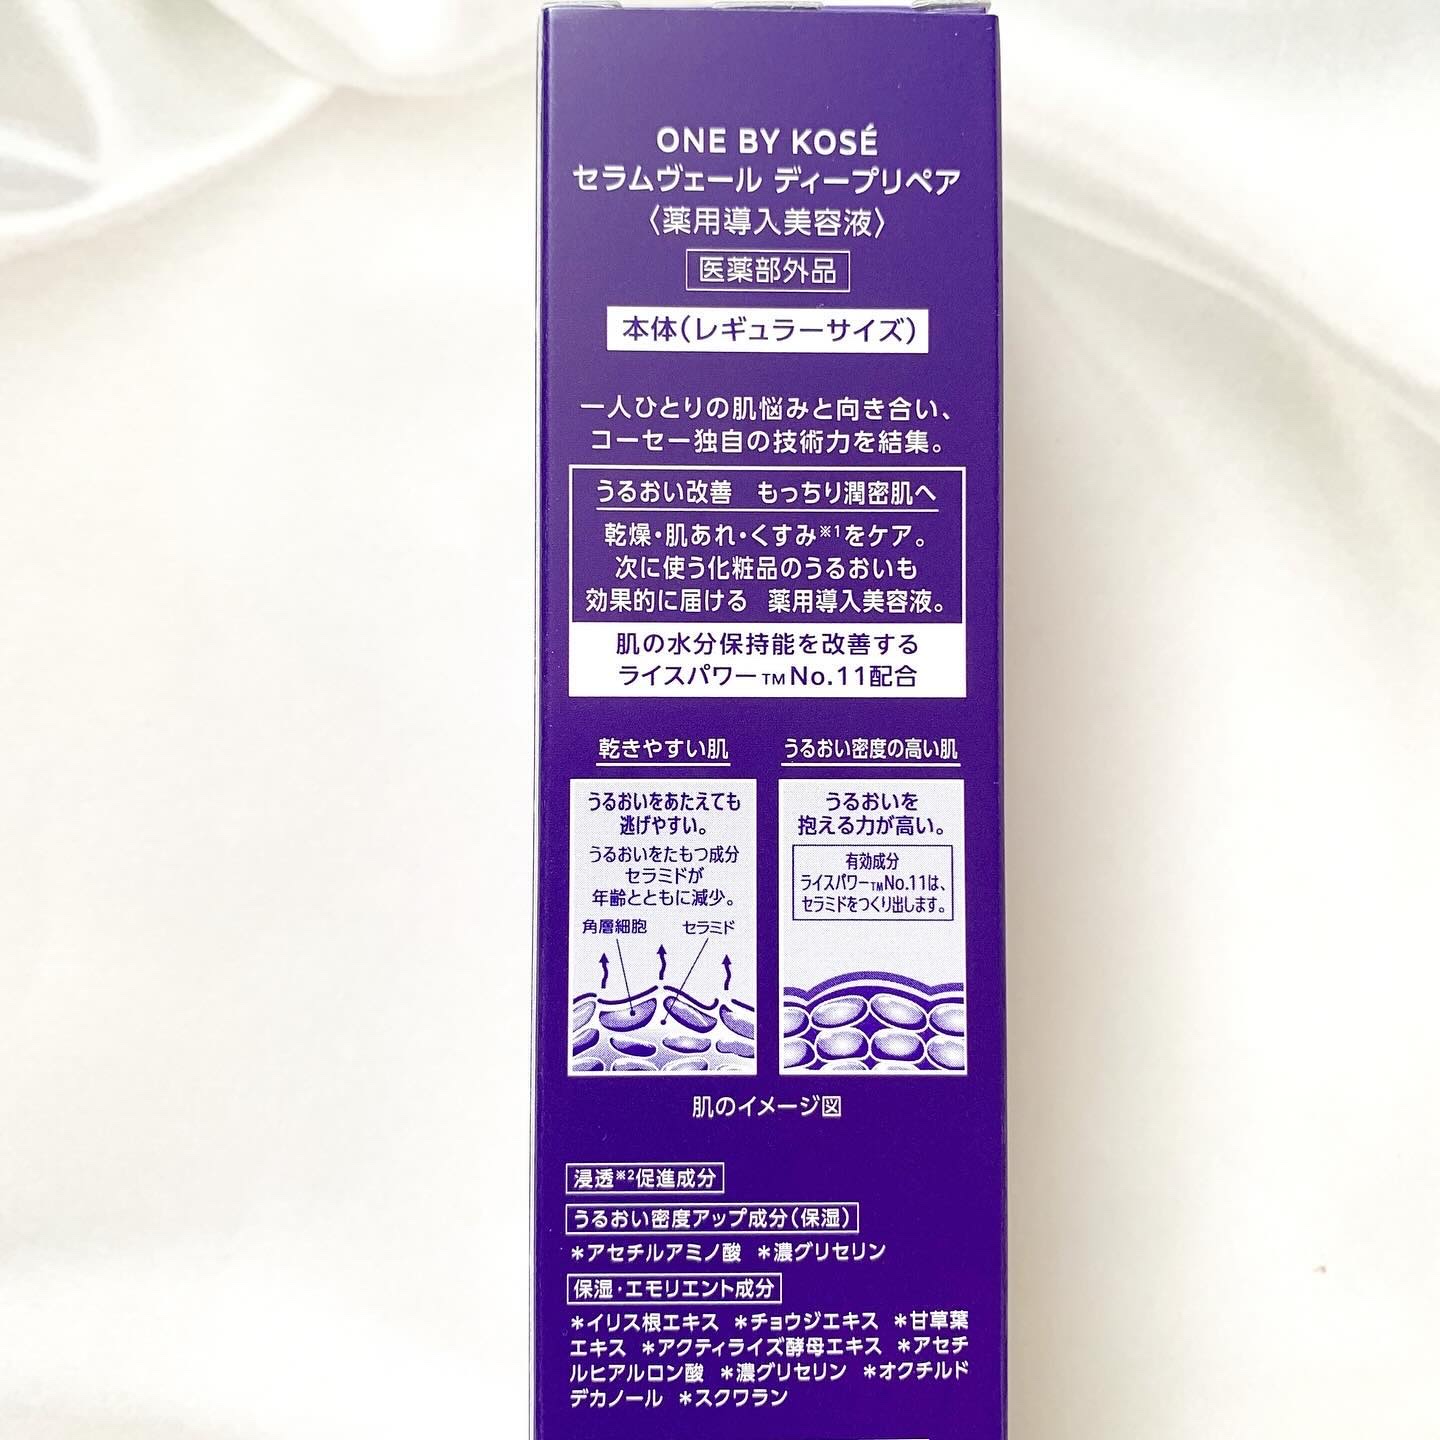 ONE BY KOSÉ
セラムヴェール ディープリペア
〈薬用導入美容液〉
医薬部外品
本体(レギュラーサイズ)
一人ひとりの肌悩みと向き合い、
コーセー独自の技術力を結集。
うるおい改善 もっちり潤密肌へ
乾燥・肌あれ・くすみ※1をケア。
次に使う化粧品のうるおいも
効果的に届ける 薬用導入美容液。
肌の水分保持能を改善する
ライスパワー™No.11配合
乾きやすい肌
うるおいをあたえても
逃げやすい。
うるおいをたもつ成分
セラミドが
年齢とともに減少。
角層細胞 セラミド
うるおい密度の高い肌
うるおいを
抱える力が高い。
有効成分
ライスパワー™No.11は、
セラミドをつくり出します。
肌のイメージ図
浸透※2促進成分
うるおい密度アップ成分(保湿)
*アセチルアミノ酸 *濃グリセリン
保湿・エモリエント成分
*イリス根エキス *チョウジエキス *甘草葉
エキス *アクティライズ酵母エキス *アセチ
ルヒアルロン酸 *濃グリセリン *オクチルド
デカノール *スクワラン